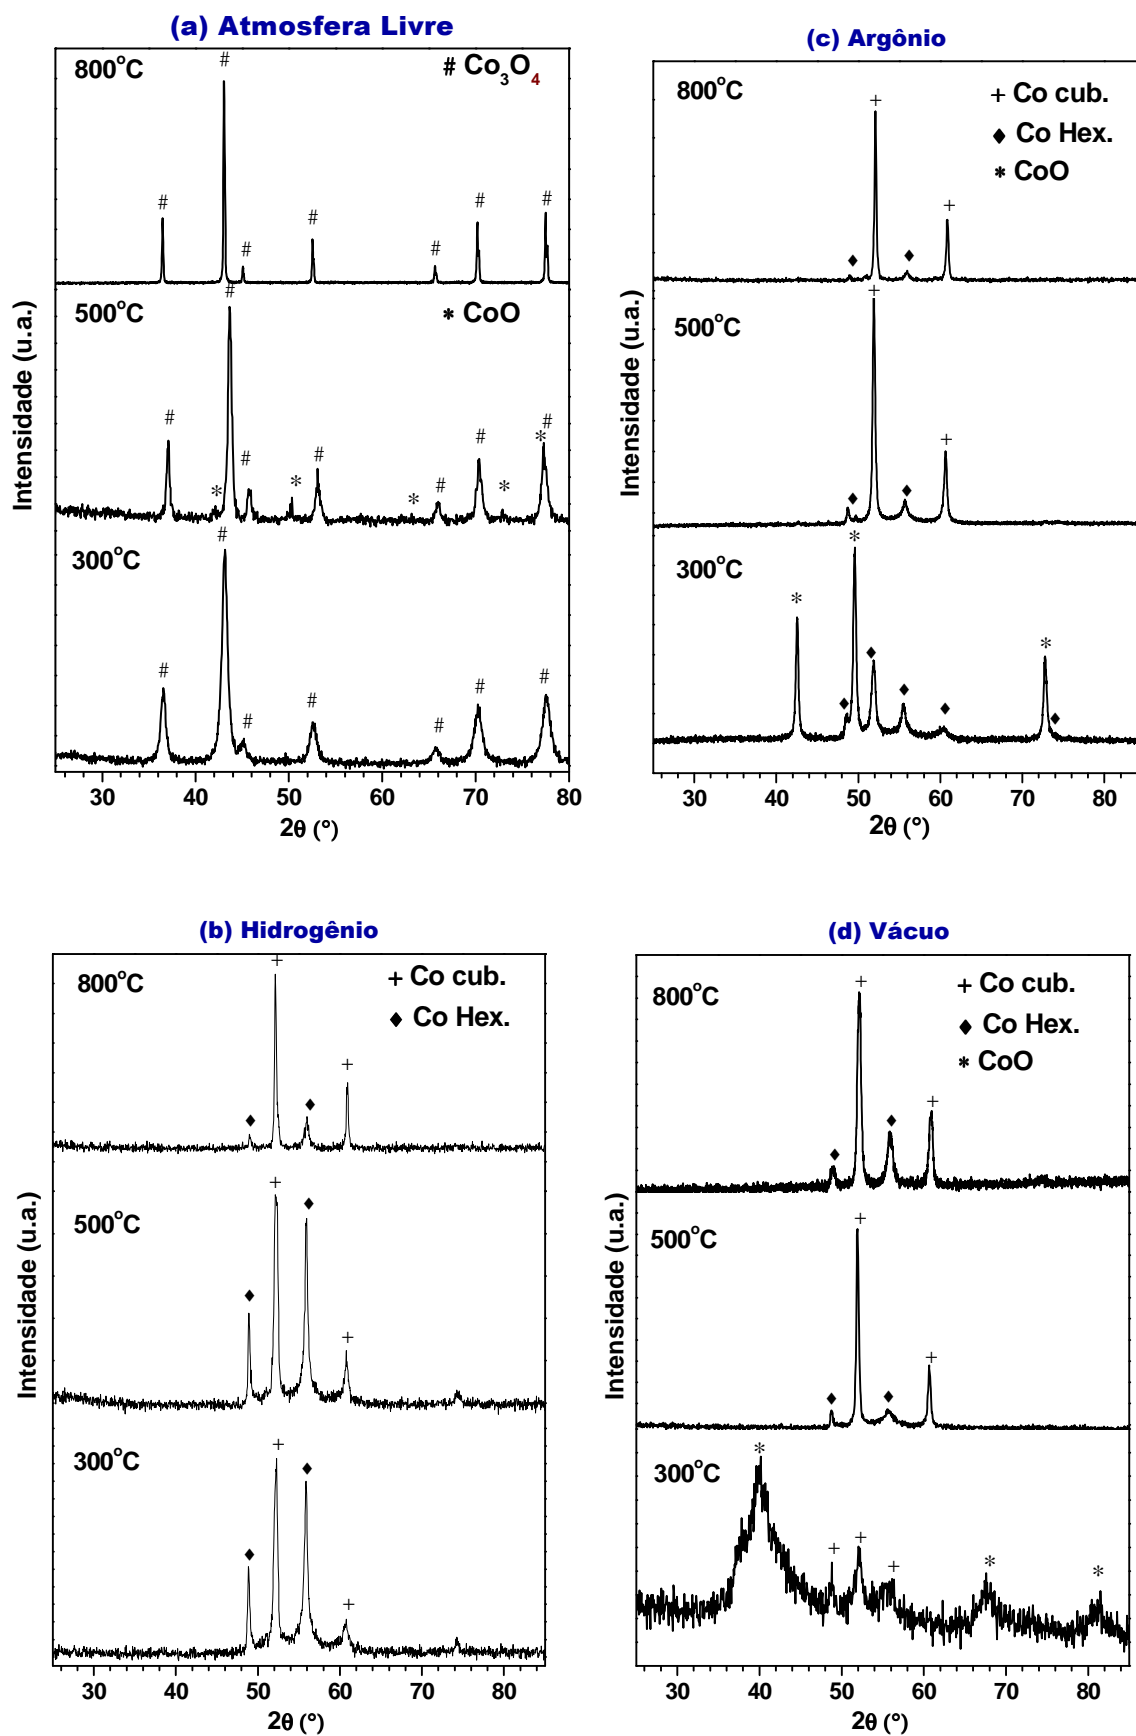 (a) Atmosfera Livre
800°C
# Co3O4
500°C
* CoO
300°C
Intensidade (u.a.)
30 40 50 60 70 80
2θ (°)
(c) Argônio
800°C
+ Co cub.
♦ Co Hex.
* CoO
500°C
300°C
Intensidade (u.a.)
30 40 50 60 70 80
2θ (°)
(b) Hidrogênio
800°C
+ Co cub.
♦ Co Hex.
500°C
300°C
Intensidade (u.a.)
30 40 50 60 70 80
2θ (°)
(d) Vácuo
800°C
+ Co cub.
♦ Co Hex.
* CoO
500°C
300°C
Intensidade (u.a.)
30 40 50 60 70 80
2θ (°)